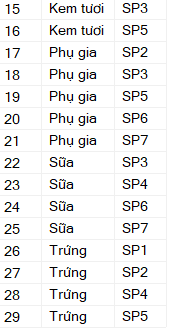 15 Kem tươi SP3
16 Kem tươi SP5
17 Phụ gia SP2
18 Phụ gia SP3
19 Phụ gia SP5
20 Phụ gia SP6
21 Phụ gia SP7
22 Sữa SP3
23 Sữa SP4
24 Sữa SP6
25 Sữa SP7
26 Trứng SP1
27 Trứng SP2
28 Trứng SP4
29 Trứng SP5